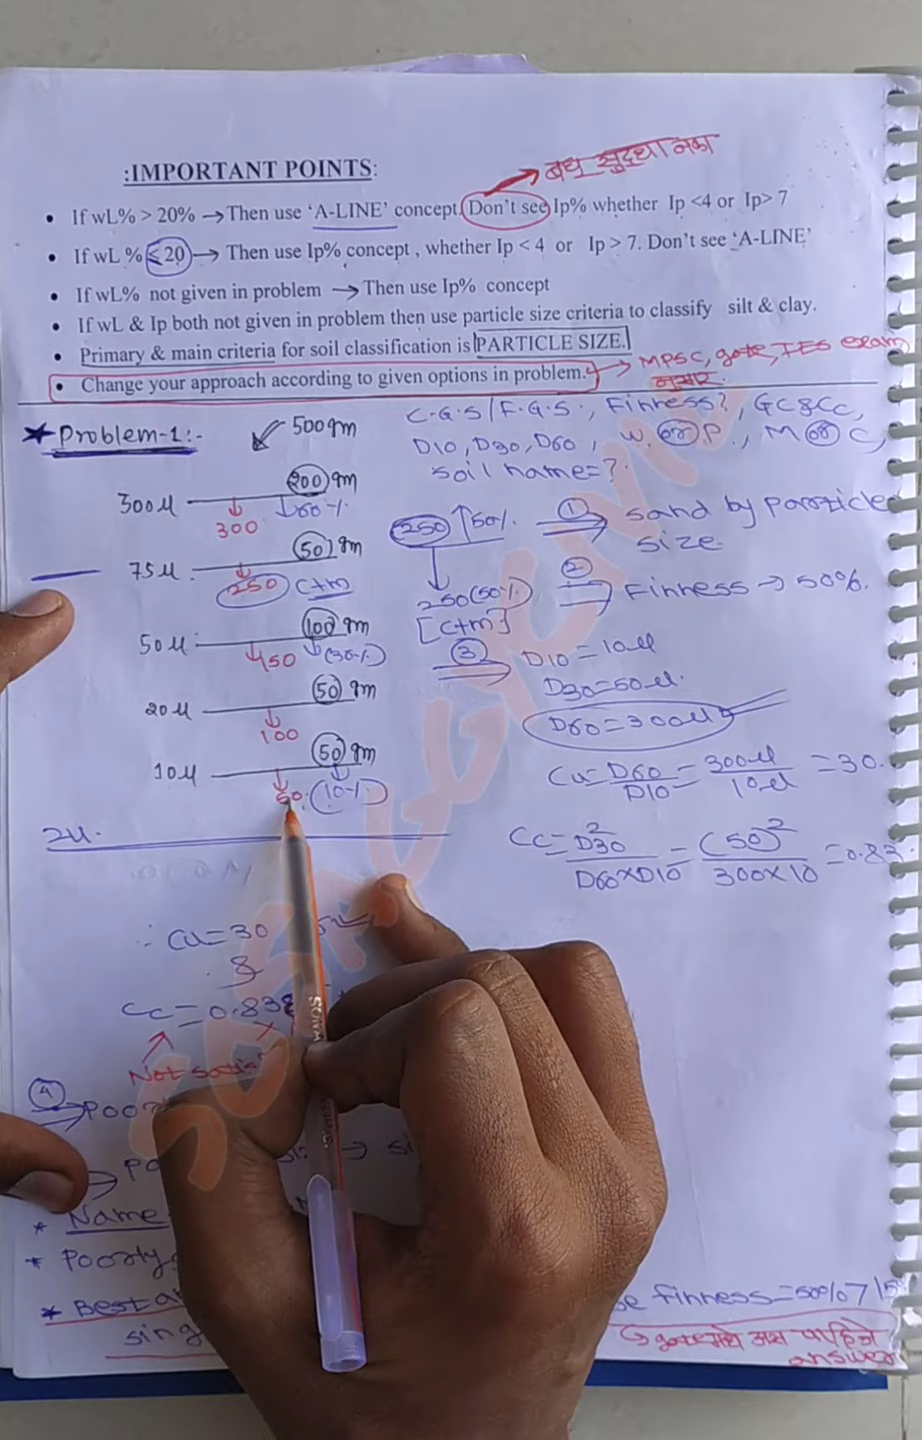 :IMPORTANT POINTS:
बघु सुद्धा नका
• If wL% > 20% → Then use ‘A-LINE’ concept. Don't see Ip% whether Ip <4 or Ip> 7
• If wL % ≤ 20 → Then use Ip% concept , whether Ip < 4 or Ip > 7. Don't see ‘A-LINE’
• If wL% not given in problem → Then use Ip% concept
• If wL & Ip both not given in problem then use particle size criteria to classify silt & clay.
• Primary & main criteria for soil classification is PARTICLE SIZE.
• Change your approach according to given options in problem. → MPSC, gate, IES exam
नुसार.
* Problem-1:-
500gm
C.G.S/F.G.S., Finness?, Cu&Cc,
D10, D30, D60, W. or P., M or C,
soil name=?
300μ 200 gm
300 60%
75μ 50 gm
250 C+m
50μ 100 gm
150 (30%)
20μ 50 gm
100
10μ 50 gm
50 (10%)
2μ.
250 ↑ 50% ① ⇒ sand by particle
size
250(50%)
[C+m]
② ⇒ Finness → 50%.
③ ⇒ D10 = 10μ
D30=50μ.
D60=300μ
Cu=D60/D10=300μ/10μ=30.
Cc=D30²/D60×D10=(50)²/300×10=0.83
∴ Cu=30
&
Cc=0.838
Not satis
④
* Name
* Poorly
* Best
sing
finness=50%
answer